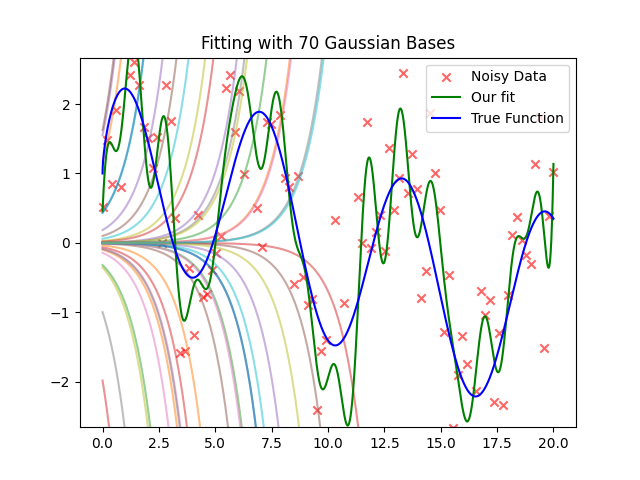 Fitting with 70 Gaussian Bases
Noisy Data
Our fit
True Function
2
1
0
−1
−2
0.0 2.5 5.0 7.5 10.0 12.5 15.0 17.5 20.0